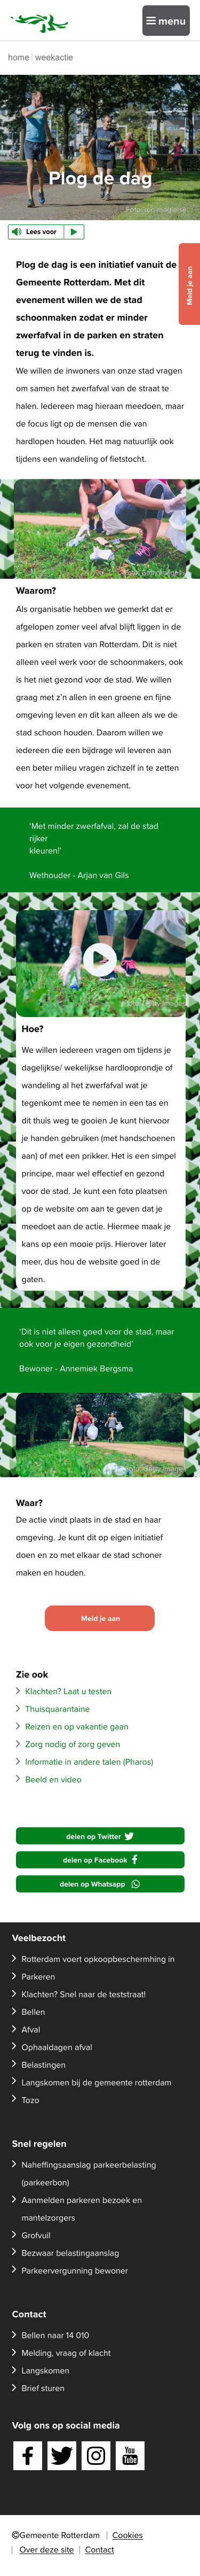 menu
home | weekactie
Plog de dag
Lees voor
Meld je aan
Plog de dag is een initiatief vanuit de
Gemeente Rotterdam. Met dit
evenement willen we de stad
schoonmaken zodat er minder
zwerfafval in de parken en straten
terug te vinden is.
We willen de inwoners van onze stad vragen
om samen het zwerfafval van de straat te
halen. Iedereen mag hieraan meedoen, maar
de focus ligt op de mensen die van
hardlopen houden. Het mag natuurlijk ook
tijdens een wandeling of fietstocht.
Waarom?
Als organisatie hebben we gemerkt dat er
afgelopen zomer veel afval blijft liggen in de
parken en straten van Rotterdam. Dit is niet
alleen veel werk voor de schoonmakers, ook
is het niet gezond voor de stad. We willen
graag met z’n allen in een groene en fijne
omgeving leven en dit kan alleen als we de
stad schoon houden. Daarom willen we
iedereen die een bijdrage wil leveren aan
een beter milieu vragen zichzelf in te zetten
voor het volgende evenement.
‘Met minder zwerfafval, zal de stad
rijker
kleuren!’
Wethouder - Arjan van Gils
Hoe?
We willen iedereen vragen om tijdens je
dagelijkse/ wekelijkse hardlooprondje of
wandeling al het zwerfafval wat je
tegenkomt mee te nemen in een tas en
dit thuis weg te gooien Je kunt hiervoor
je handen gebruiken (met handschoenen
aan) of met een prikker. Het is een simpel
principe, maar wel effectief en gezond
voor de stad. Je kunt een foto plaatsen
op de website om aan te geven dat je
meedoet aan de actie. Hiermee maak je
kans op een mooie prijs. Hierover later
meer, dus hou de website goed in de
gaten.
‘Dit is niet alleen goed voor de stad, maar
ook voor je eigen gezondheid’
Bewoner - Annemiek Bergsma
Waar?
De actie vindt plaats in de stad en haar
omgeving. Je kunt dit op eigen initiatief
doen en zo met elkaar de stad schoner
maken en houden.
Meld je aan
Zie ook
Klachten? Laat u testen
Thuisquarantaine
Reizen en op vakantie gaan
Zorg nodig of zorg geven
Informatie in andere talen (Pharos)
Beeld en video
delen op Twitter
delen op Facebook
delen op Whatsapp
Veelbezocht
Rotterdam voert opkoopbeschermhing in
Parkeren
Klachten? Snel naar de teststraat!
Bellen
Afval
Ophaaldagen afval
Belastingen
Langskomen bij de gemeente rotterdam
Tozo
Snel regelen
Naheffingsaanslag parkeerbelasting
(parkeerbon)
Aanmelden parkeren bezoek en
mantelzorgers
Grofvuil
Bezwaar belastingaanslag
Parkeervergunning bewoner
Contact
Bellen naar 14 010
Melding, vraag of klacht
Langskomen
Brief sturen
Volg ons op social media
You Tube
©Gemeente Rotterdam | Cookies
| Over deze site | Contact